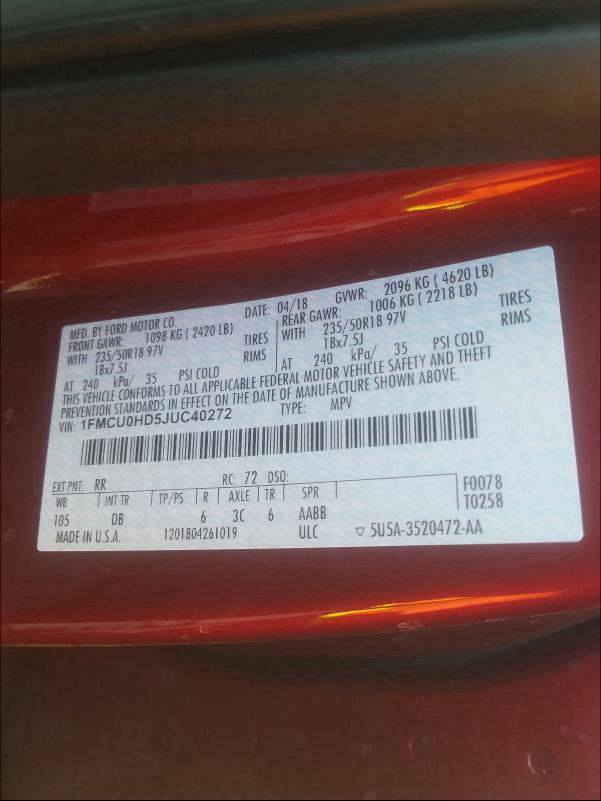 MFD. BY FORD MOTOR CO. DATE: 04/18 GVWR: 2096 KG ( 4620 LB)
FRONT GAWR: 1098 KG ( 2420 LB) REAR GAWR: 1006 KG ( 2218 LB)
WITH 235/50R18 97V TIRES WITH 235/50R18 97V TIRES
18x7.5J RIMS 18x7.5J RIMS
AT 240 kPa/ 35 PSI COLD AT 240 kPa/ 35 PSI COLD
THIS VEHICLE CONFORMS TO ALL APPLICABLE FEDERAL MOTOR VEHICLE SAFETY AND THEFT
PREVENTION STANDARDS IN EFFECT ON THE DATE OF MANUFACTURE SHOWN ABOVE.
VIN: 1FMCU0HD5JUC40272 TYPE: MPV
EXT PNT: RR RC: 72 DSO: F0078
WB INT TR TP/PS R AXLE TR SPR T0258
105 DB 6 3C 6 AABB
MADE IN U.S.A. 1201804261019 ULC ▽ 5U5A-3520472-AA